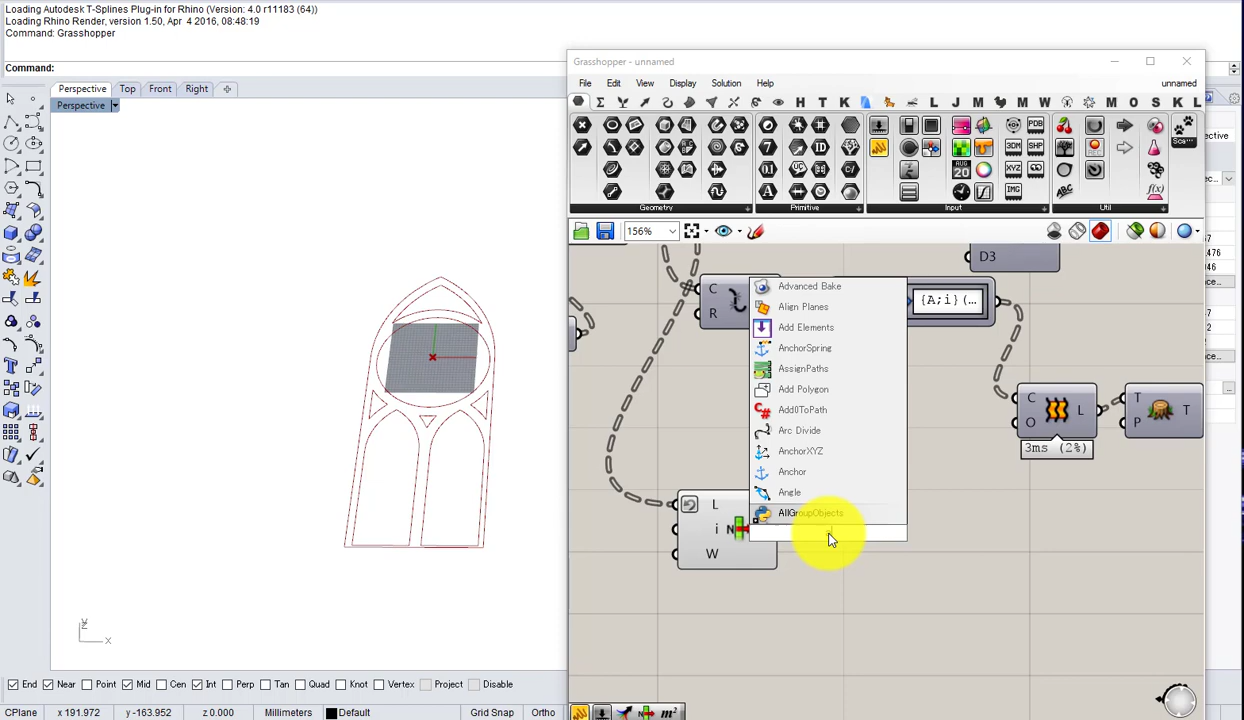 Loading Autodesk T-Splines Plug-in for Rhino (Version: 4.0 r11183 (64))
Loading Rhino Render, version 1.50, Apr 4 2016, 08:48:19
Command: Grasshopper
Command:
Perspective Top Front Right
Perspective
Grasshopper - unnamed
File Edit View Display Solution Help unnamed
Geometry Primitive Input Util
156%
D3
C
R
{A;i}(...
Advanced Bake
Align Planes
Add Elements
AnchorSpring
AssignPaths
Add Polygon
Add0ToPath
Arc Divide
AnchorXYZ
Anchor
Angle
AllGroupObjects
C L
O
T T
P
3ms (2%)
L
i
W
z x
End Near Point Mid Cen Int Perp Tan Quad Knot Vertex Project Disable
CPlane x 191.972 y -163.952 z 0.000 Millimeters Default Grid Snap Ortho